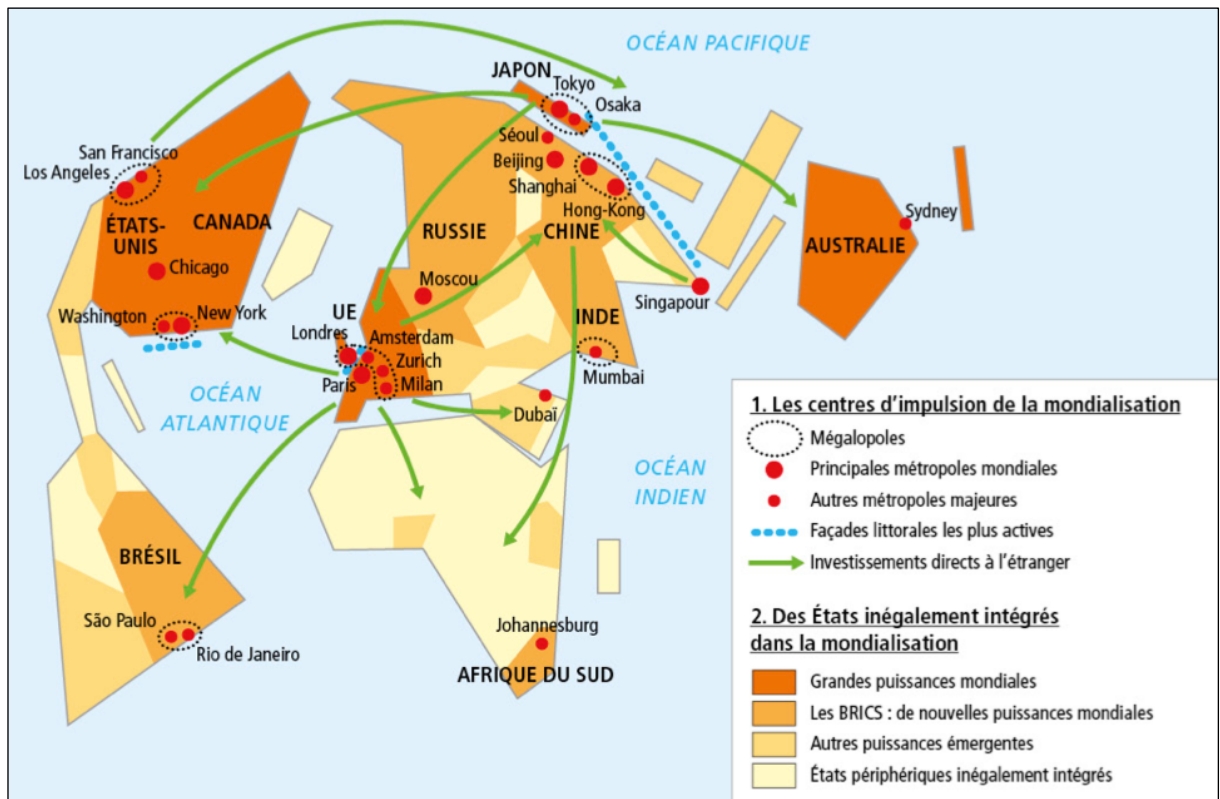 OCÉAN PACIFIQUE
JAPON
Tokyo
Osaka
Séoul
Beijing
Shanghai
Hong-Kong
San Francisco
Los Angeles
ÉTATS-
UNIS
CANADA
Chicago
Washington
New York
RUSSIE
CHINE
Moscou
INDE
Mumbai
Singapour
Sydney
AUSTRALIE
UE
Londres
Amsterdam
Zurich
Paris
Milan
Dubaï
OCÉAN
ATLANTIQUE
OCÉAN
INDIEN
BRÉSIL
São Paulo
Rio de Janeiro
Johannesburg
AFRIQUE DU SUD
1. Les centres d'impulsion de la mondialisation
Mégalopoles
Principales métropoles mondiales
Autres métropoles majeures
Façades littorales les plus actives
Investissements directs à l'étranger
2. Des États inégalement intégrés
dans la mondialisation
Grandes puissances mondiales
Les BRICS : de nouvelles puissances mondiales
Autres puissances émergentes
États périphériques inégalement intégrés